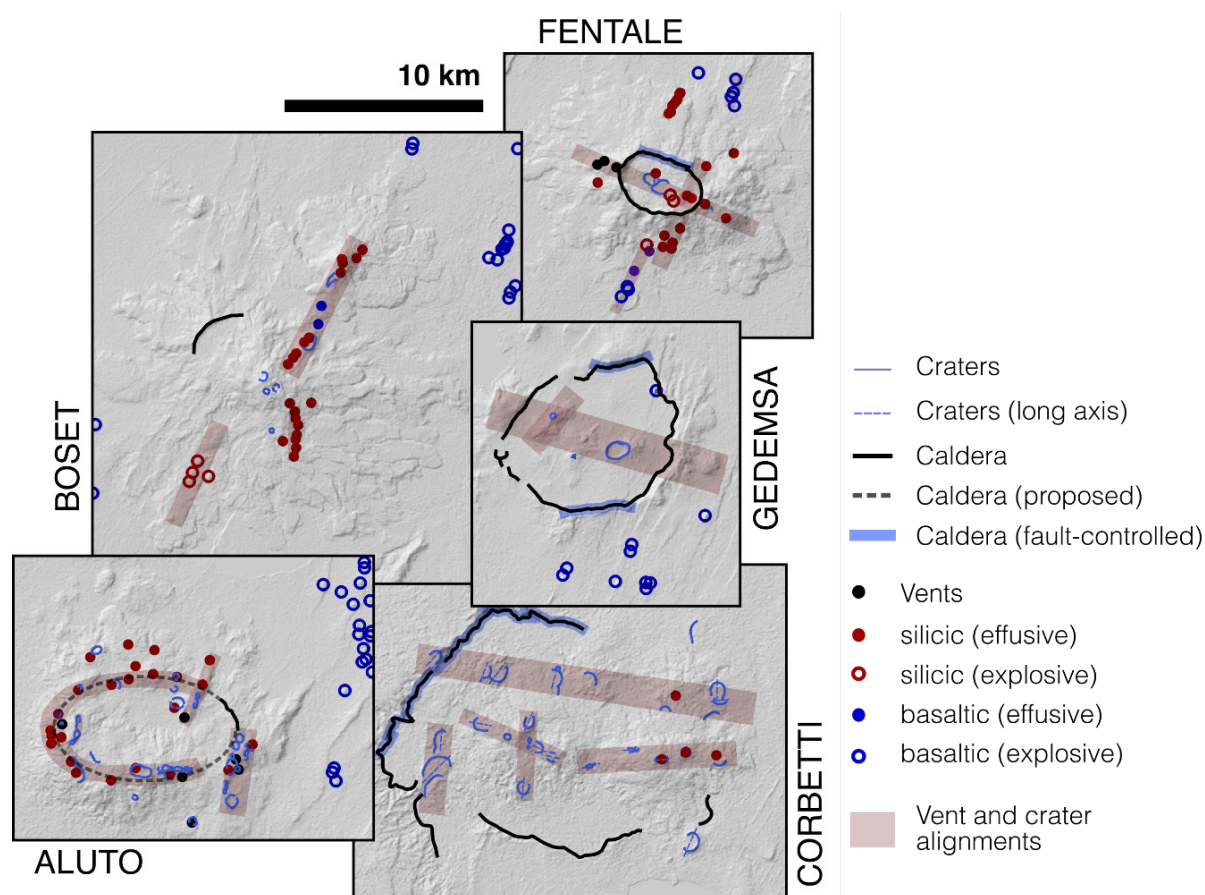 FENTALE
10 km
BOSET
GEDEMSA
ALUTO
CORBETTI
Craters
Craters (long axis)
Caldera
Caldera (proposed)
Caldera (fault-controlled)
Vents
silicic (effusive)
silicic (explosive)
basaltic (effusive)
basaltic (explosive)
Vent and crater
alignments